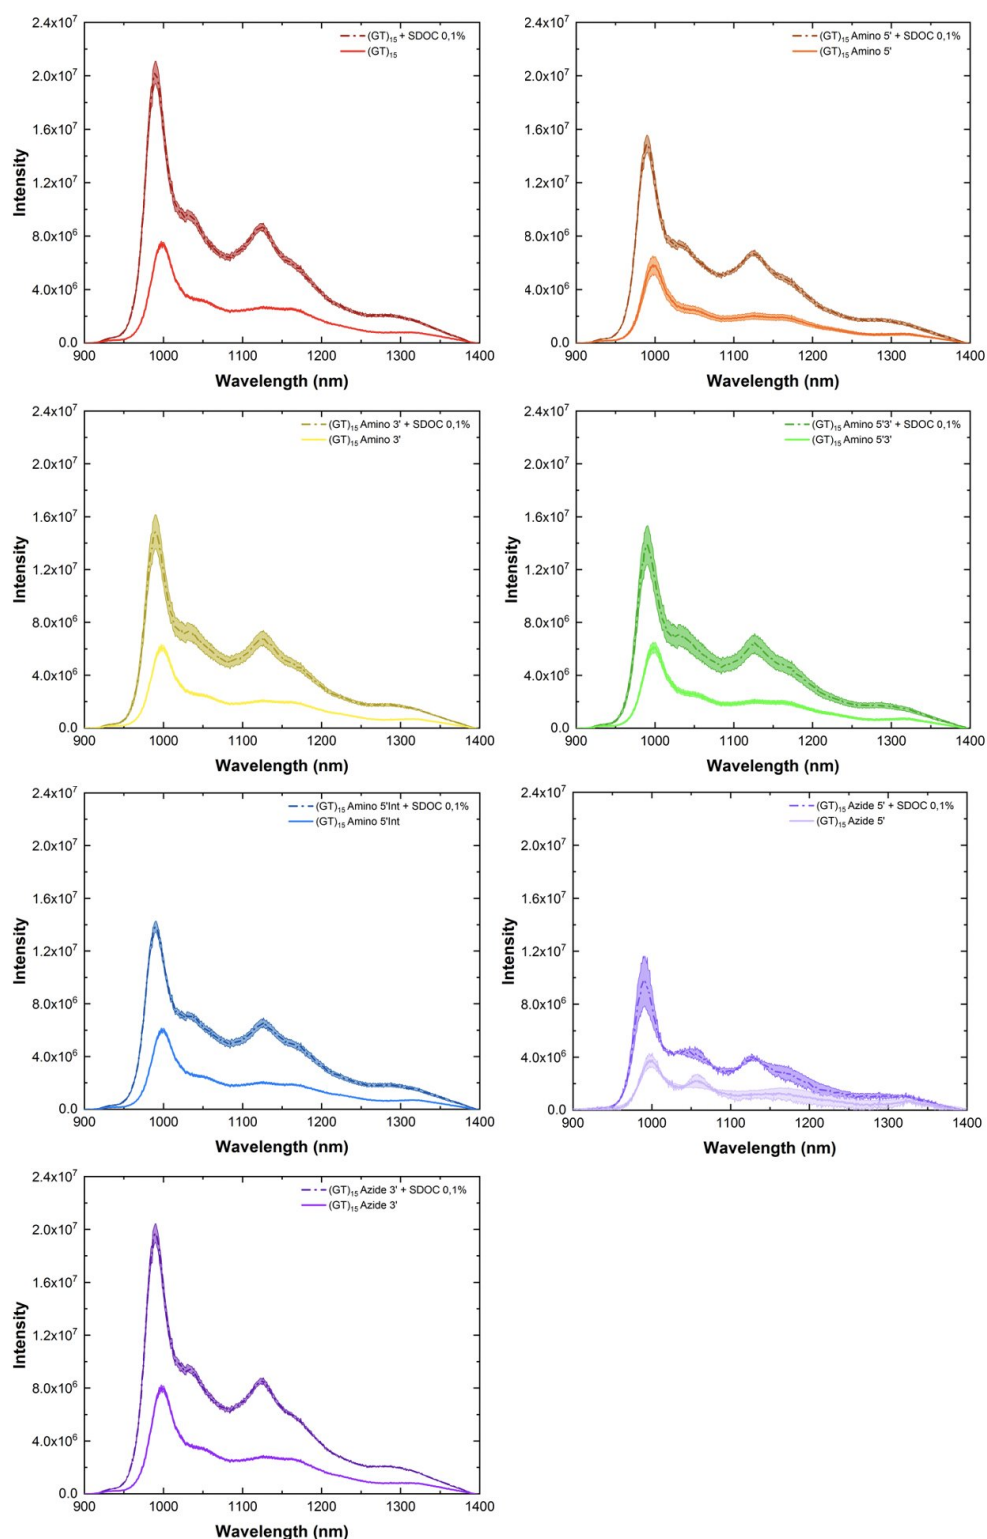 2.4x10⁷
2.0x10⁷
1.6x10⁷
1.2x10⁷
8.0x10⁶
4.0x10⁶
0.0
Intensity
(GT)₁₅ + SDOC 0,1%
(GT)₁₅
900 1000 1100 1200 1300 1400
Wavelength (nm)
2.4x10⁷
2.0x10⁷
1.6x10⁷
1.2x10⁷
8.0x10⁶
4.0x10⁶
0.0
Intensity
(GT)₁₅ Amino 5' + SDOC 0,1%
(GT)₁₅ Amino 5'
900 1000 1100 1200 1300 1400
Wavelength (nm)
2.4x10⁷
2.0x10⁷
1.6x10⁷
1.2x10⁷
8.0x10⁶
4.0x10⁶
0.0
Intensity
(GT)₁₅ Amino 3' + SDOC 0,1%
(GT)₁₅ Amino 3'
900 1000 1100 1200 1300 1400
Wavelength (nm)
2.4x10⁷
2.0x10⁷
1.6x10⁷
1.2x10⁷
8.0x10⁶
4.0x10⁶
0.0
Intensity
(GT)₁₅ Amino 5'3' + SDOC 0,1%
(GT)₁₅ Amino 5'3'
900 1000 1100 1200 1300 1400
Wavelength (nm)
2.4x10⁷
2.0x10⁷
1.6x10⁷
1.2x10⁷
8.0x10⁶
4.0x10⁶
0.0
Intensity
(GT)₁₅ Amino 5'Int + SDOC 0,1%
(GT)₁₅ Amino 5'Int
900 1000 1100 1200 1300 1400
Wavelength (nm)
2.4x10⁷
2.0x10⁷
1.6x10⁷
1.2x10⁷
8.0x10⁶
4.0x10⁶
0.0
Intensity
(GT)₁₅ Azide 5' + SDOC 0,1%
(GT)₁₅ Azide 5'
900 1000 1100 1200 1300 1400
Wavelength (nm)
2.4x10⁷
2.0x10⁷
1.6x10⁷
1.2x10⁷
8.0x10⁶
4.0x10⁶
0.0
Intensity
(GT)₁₅ Azide 3' + SDOC 0,1%
(GT)₁₅ Azide 3'
900 1000 1100 1200 1300 1400
Wavelength (nm)